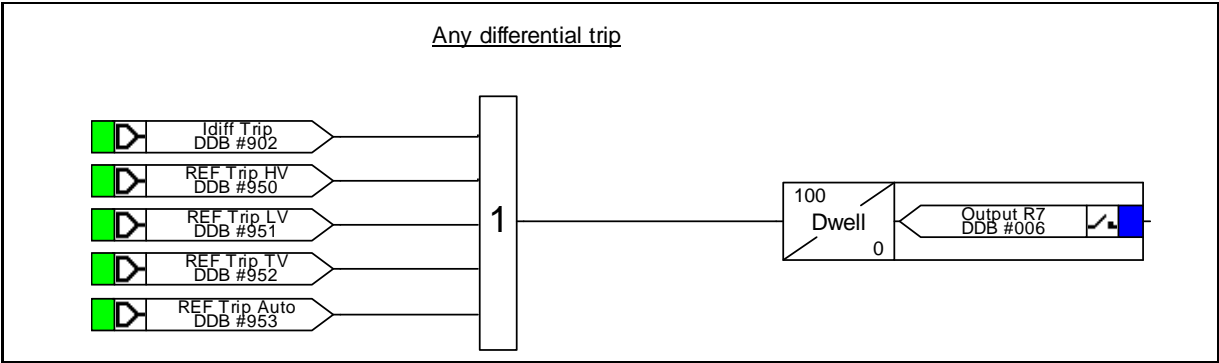 Any differential trip
Idiff Trip
DDB #902
REF Trip HV
DDB #950
REF Trip LV
DDB #951
REF Trip TV
DDB #952
REF Trip Auto
DDB #953
1
100
Dwell
0
Output R7
DDB #006